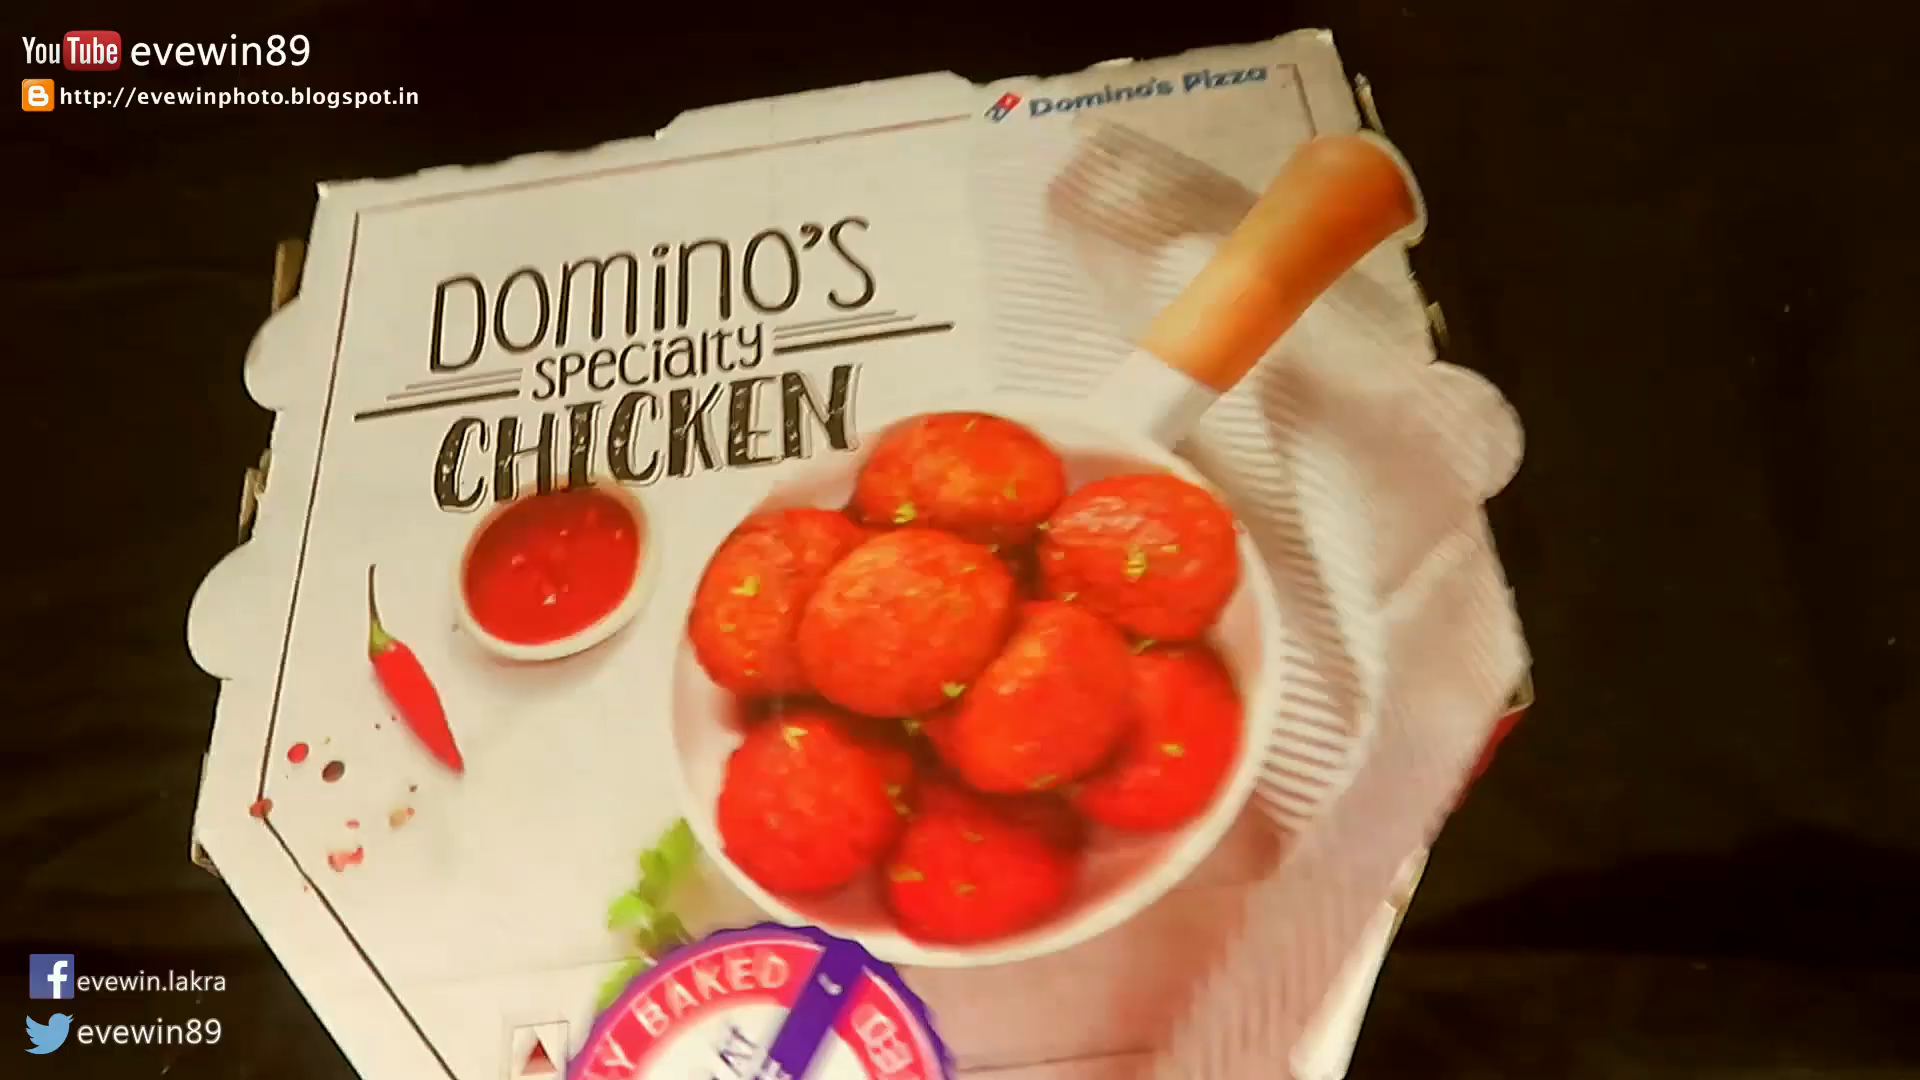 YouTube evewin89
http://evewinphoto.blogspot.in
Domino's Pizza
DOMINO'S
SPECIALTY
CHICKEN
BAKED
evewin.lakra
evewin89